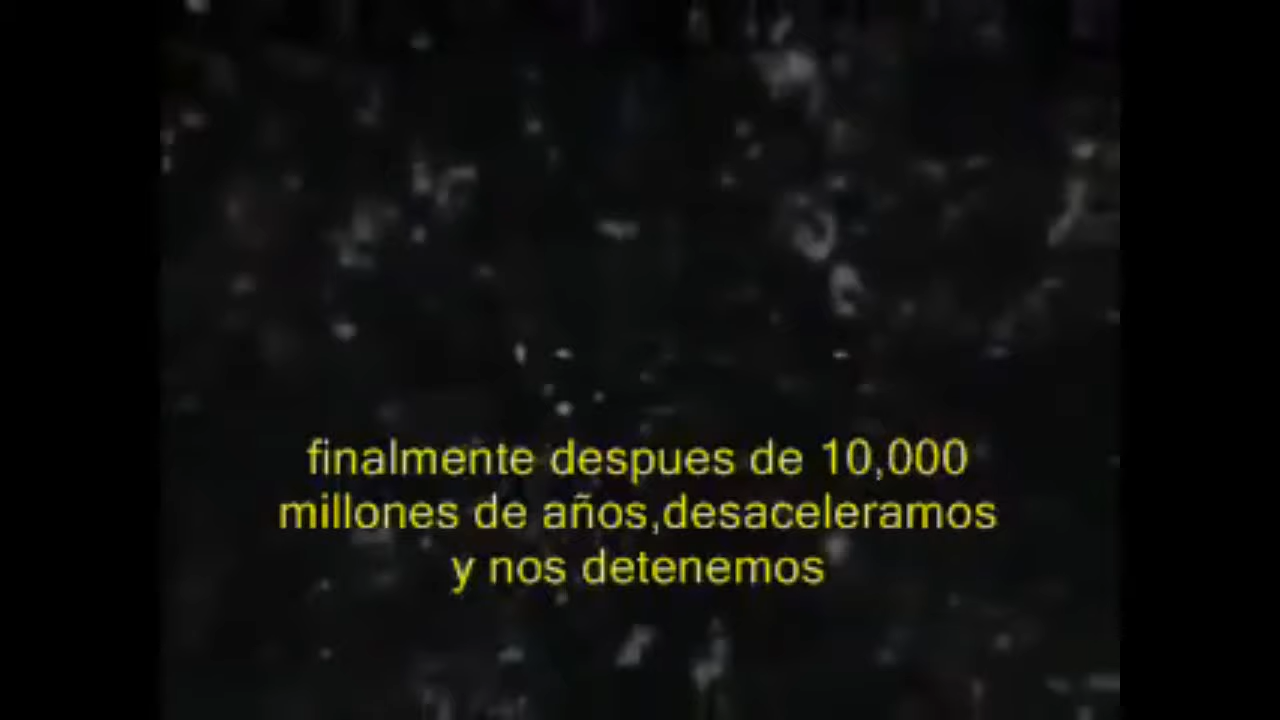 finalmente despues de 10,000
millones de años,desaceleramos
y nos detenemos